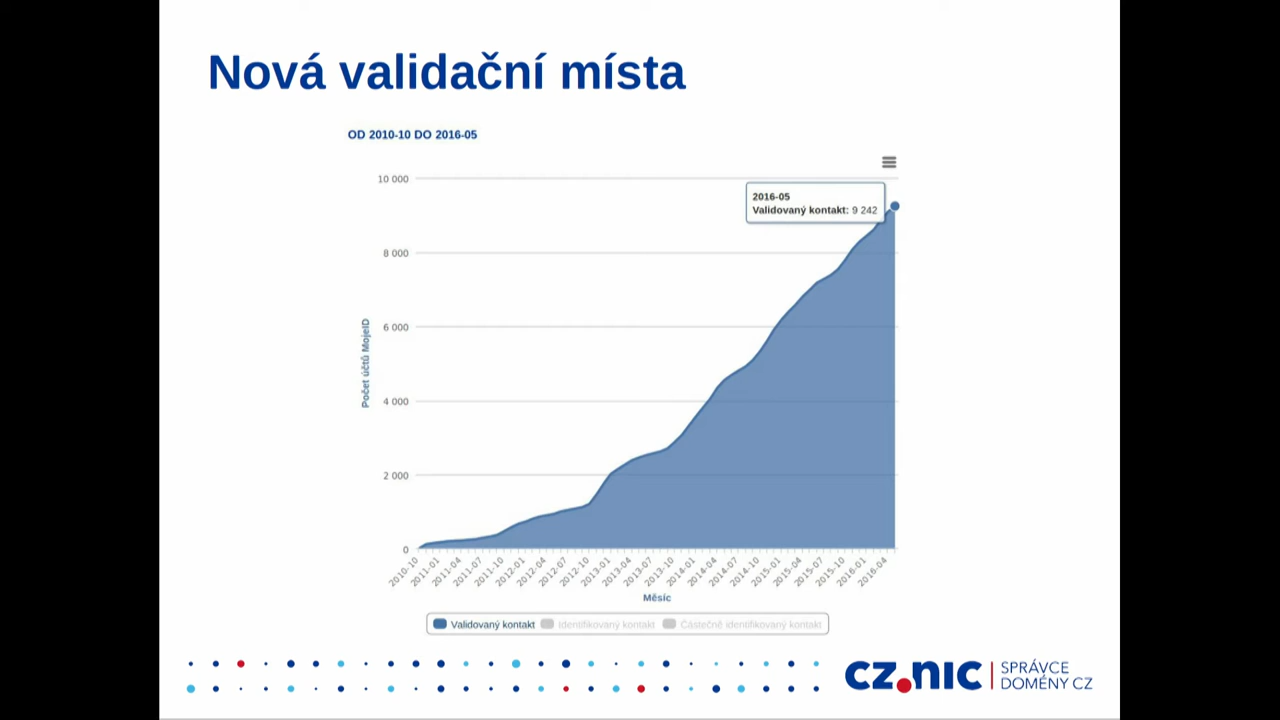 Nová validační místa
OD 2010-10 DO 2016-05
10 000
2016-05
Validovaný kontakt: 9 242
8 000
6 000
Počet účtů MojeID
4 000
2 000
0
2010-10 2011-01 2011-04 2011-07 2011-10 2012-01 2012-04 2012-07 2012-10 2013-01 2013-04 2013-07 2013-10 2014-01 2014-04 2014-07 2014-10 2015-01 2015-04 2015-07 2015-10 2016-01 2016-04
Měsíc
Validovaný kontakt Identifikovaný kontakt Částečně identifikovaný kontakt
CZ.NIC SPRÁVCE
DOMÉNY CZ